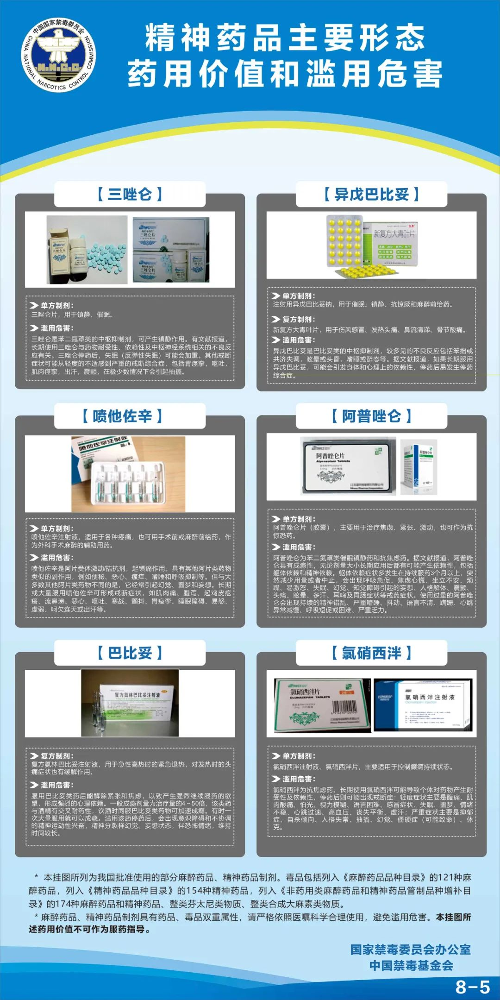 中国国家禁毒委员会
CHINA NATIONAL NARCOTICS CONTROL COMMISSION
N.N.C.C.
精神药品主要形态
药用价值和滥用危害
【三唑仑】
三唑仑片
三唑仑片
单方制剂：
三唑仑片，用于镇静、催眠。
滥用危害：
三唑仑是苯二氮䓬类的中枢抑制剂，可产生镇静作用。有文献报道，
长期使用三唑仑与药物耐受性、依赖性及中枢神经系统相关的不良反
应有关。三唑仑停药后，失眠（反弹性失眠）可能会加重。其他戒断
症状可能从轻度的不适感到严重的戒断综合症，包括胃痉挛，呕吐，
肌肉痉挛，出汗，震颤，在极少数情况下会引起抽搐。
【异戊巴比妥】
新复方大青叶片
单方制剂：
注射用异戊巴比妥钠，用于催眠、镇静、抗惊厥和麻醉前给药。
复方制剂：
新复方大青叶片，用于伤风感冒、发热头痛、鼻流清涕、骨节酸痛。
滥用危害：
异戊巴比妥是巴比妥类的中枢抑制剂，较多见的不良反应包括笨拙或
共济失调，眩晕或头昏，嗜睡或醉态等。据文献报道，如果长期服用
异戊巴比妥，可能会引发身体和心理上的依赖性，停药后易发生停药
综合症。
【喷他佐辛】
喷他佐辛注射液
单方制剂：
喷他佐辛注射液，适用于各种疼痛，也可用手术前或麻醉前给药，作
为外科手术麻醉的辅助用药。
滥用危害：
喷他佐辛是阿片受体激动/拮抗剂，起镇痛作用。具有其他阿片类药物
类似的副作用，例如便秘、恶心、瘙痒、嗜睡和呼吸抑制等。但与大
多数其他阿片类药物不同的是，它经常引起幻觉、噩梦和妄想。长期
或大量服用喷他佐辛可形成戒断症状，如肌肉痛、腹泻、起鸡皮疙
瘩、流鼻涕、恶心、呕吐、寒战、颤抖、胃痉挛、睡眠障碍、易怒、
虚弱、呵欠连天或出汗等。
【阿普唑仑】
阿普唑仑片
Alprazolam Tablets
阿普唑仑片
单方制剂：
阿普唑仑片（胶囊），主要用于治疗焦虑、紧张、激动，也可作为抗
惊恐药。
滥用危害：
阿普唑仑为苯二氮䓬类催眠镇静药和抗焦虑药。据文献报道，阿普唑
仑具有成瘾性，无论剂量大小长期应用后都有可能产生依赖性，包括
躯体依赖和精神依赖。躯体依赖症状多发生在持续服药3个月以上，突
然减少用量或者中止，会出现呼吸急促、焦虑心慌、坐立不安、烦
躁、易激怒、失眠、幻觉、知觉障碍引起的妄想、人格解体、震颤、
头痛、眩晕、多汗、耳鸣及胃肠症状等戒药症状。使用过量的阿普唑
仑会出现持续的精神错乱、严重嗜睡、抖动、语言不清、蹒跚、心跳
异常减慢、呼吸短促或困难、严重乏力。
【巴比妥】
复方氨林巴比妥注射液
复方制剂：
复方氨林巴比妥注射液，用于急性高热时的紧急退热，对发热时的头
痛症状也有缓解作用。
滥用危害：
服用巴比妥类药后能解除紧张和焦虑，以致产生强烈继续服药的欲
望，形成强烈的心理依赖。一般成瘾剂量为治疗量的4～50倍，该类药
与酒精有交叉耐药性，饮酒时同服巴比妥类药物可加速成瘾。有时一
次大量服用就可以成瘾。滥用该药停药后，会出现意识障碍和不协调
的精神运动性兴奋，精神分裂样幻觉、妄想状态，伴恐怖情绪，维持
时间较长。
【氯硝西泮】
氯硝西泮片
CLONAZEPAM TABLETS
氯硝西泮注射液
Clonazepam Injection
单方制剂：
氯硝西泮注射液、氯硝西泮片，主要适用于控制癫痫持续状态。
滥用危害：
氯硝西泮为抗焦虑药。长期使用氯硝西泮可能导致个体对药物产生耐
受性及依赖性，停药后则可能出现戒断症：轻度症状主要是腹痛、肌
肉酸痛、怕光、视力模糊、语言困难、感冒症状、失眠、噩梦、情绪
不稳、心跳过速、高血压、丧失平衡、虚汗；严重症状主要是抑郁
症、自杀倾向、人格失常、抽搐、幻觉、僵硬症（可能致命）、休
克。
* 本挂图所列为我国批准使用的部分麻醉药品、精神药品制剂。毒品包括列入《麻醉药品品种目录》的121种麻
醉药品，列入《精神药品品种目录》的154种精神药品，列入《非药用类麻醉药品和精神药品管制品种增补目
录》的174种麻醉药品和精神药品、整类芬太尼类物质、整类合成大麻素类物质。
* 麻醉药品、精神药品制剂具有药品、毒品双重属性，请严格依照医嘱科学合理使用，避免滥用危害。本挂图所
述药用价值不可作为服药指导。
国家禁毒委员会办公室
中国禁毒基金会
8-5